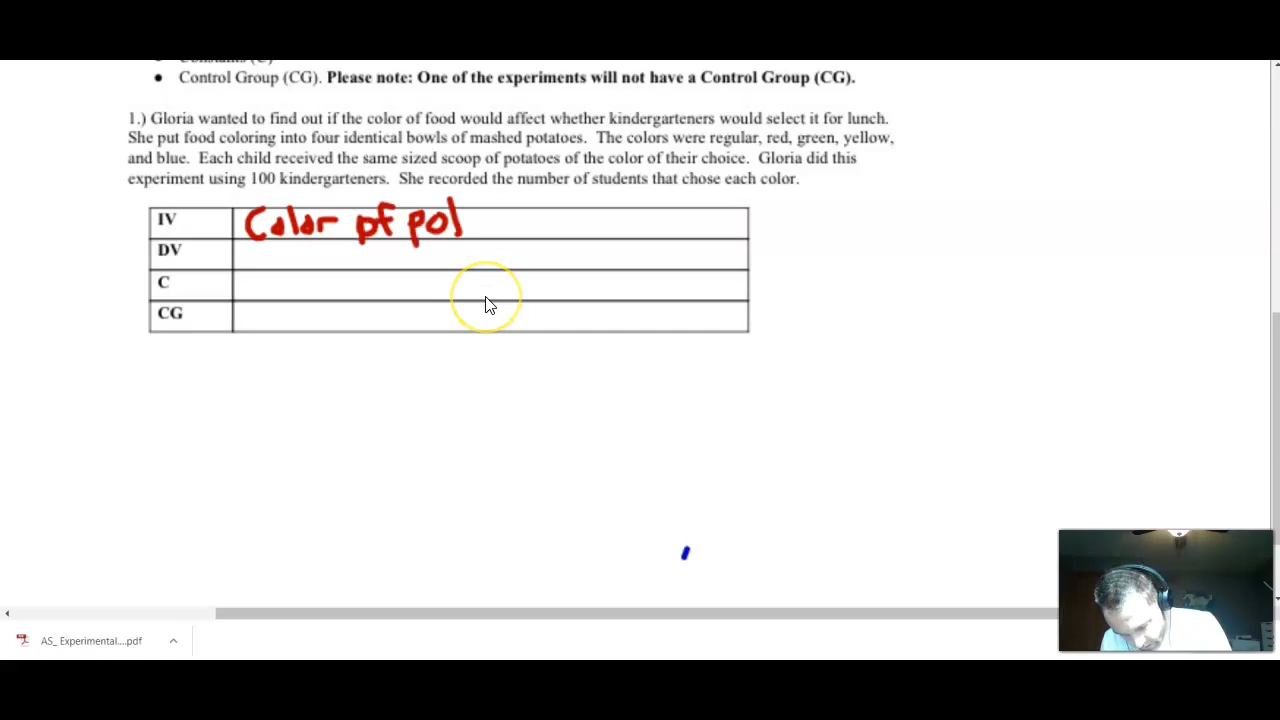 Control Group (CG). Please note: One of the experiments will not have a Control Group (CG).
1.) Gloria wanted to find out if the color of food would affect whether kindergarteners would select it for lunch.
She put food coloring into four identical bowls of mashed potatoes. The colors were regular, red, green, yellow,
and blue. Each child received the same sized scoop of potatoes of the color of their choice. Gloria did this
experiment using 100 kindergarteners. She recorded the number of students that chose each color.
IV Color of pol
DV
C
CG
AS_ Experimental....pdf